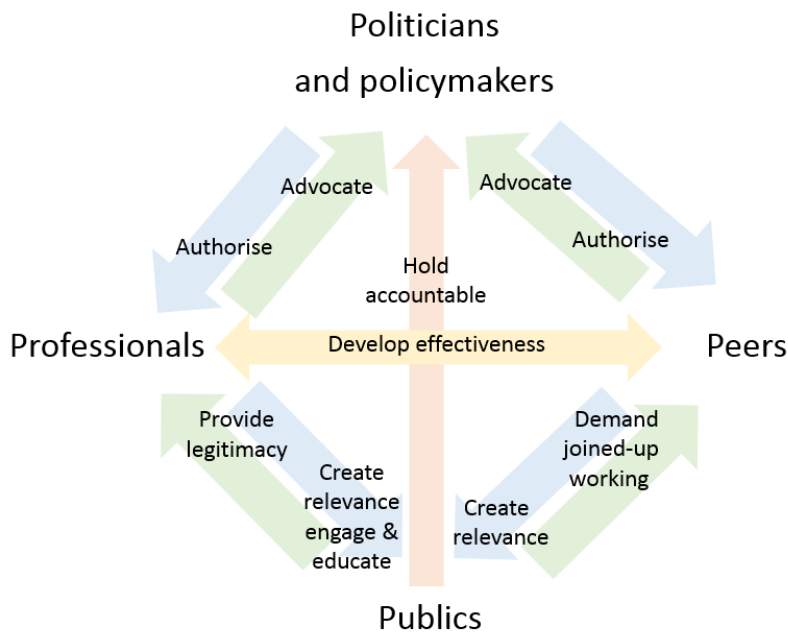 Politicians
and policymakers
Advocate
Authorise
Advocate
Authorise
Hold
accountable
Professionals
Develop effectiveness
Peers
Provide
legitimacy
Create
relevance
engage &
educate
Demand
joined-up
working
Create
relevance
Publics